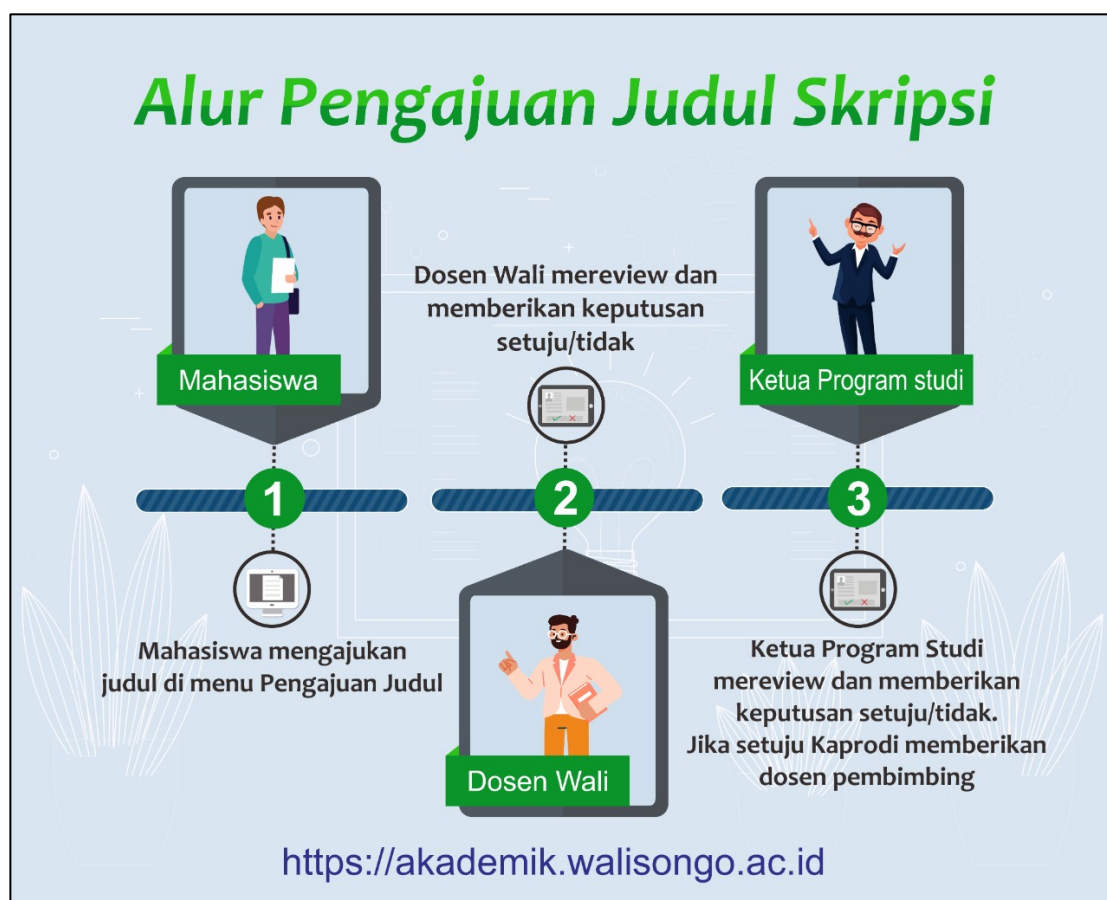 Alur Pengajuan Judul Skripsi
Mahasiswa
1
Mahasiswa mengajukan
judul di menu Pengajuan Judul
Dosen Wali mereview dan
memberikan keputusan
setuju/tidak
2
Dosen Wali
Ketua Program studi
3
Ketua Program Studi
mereview dan memberikan
keputusan setuju/tidak.
Jika setuju Kaprodi memberikan
dosen pembimbing
https://akademik.walisongo.ac.id